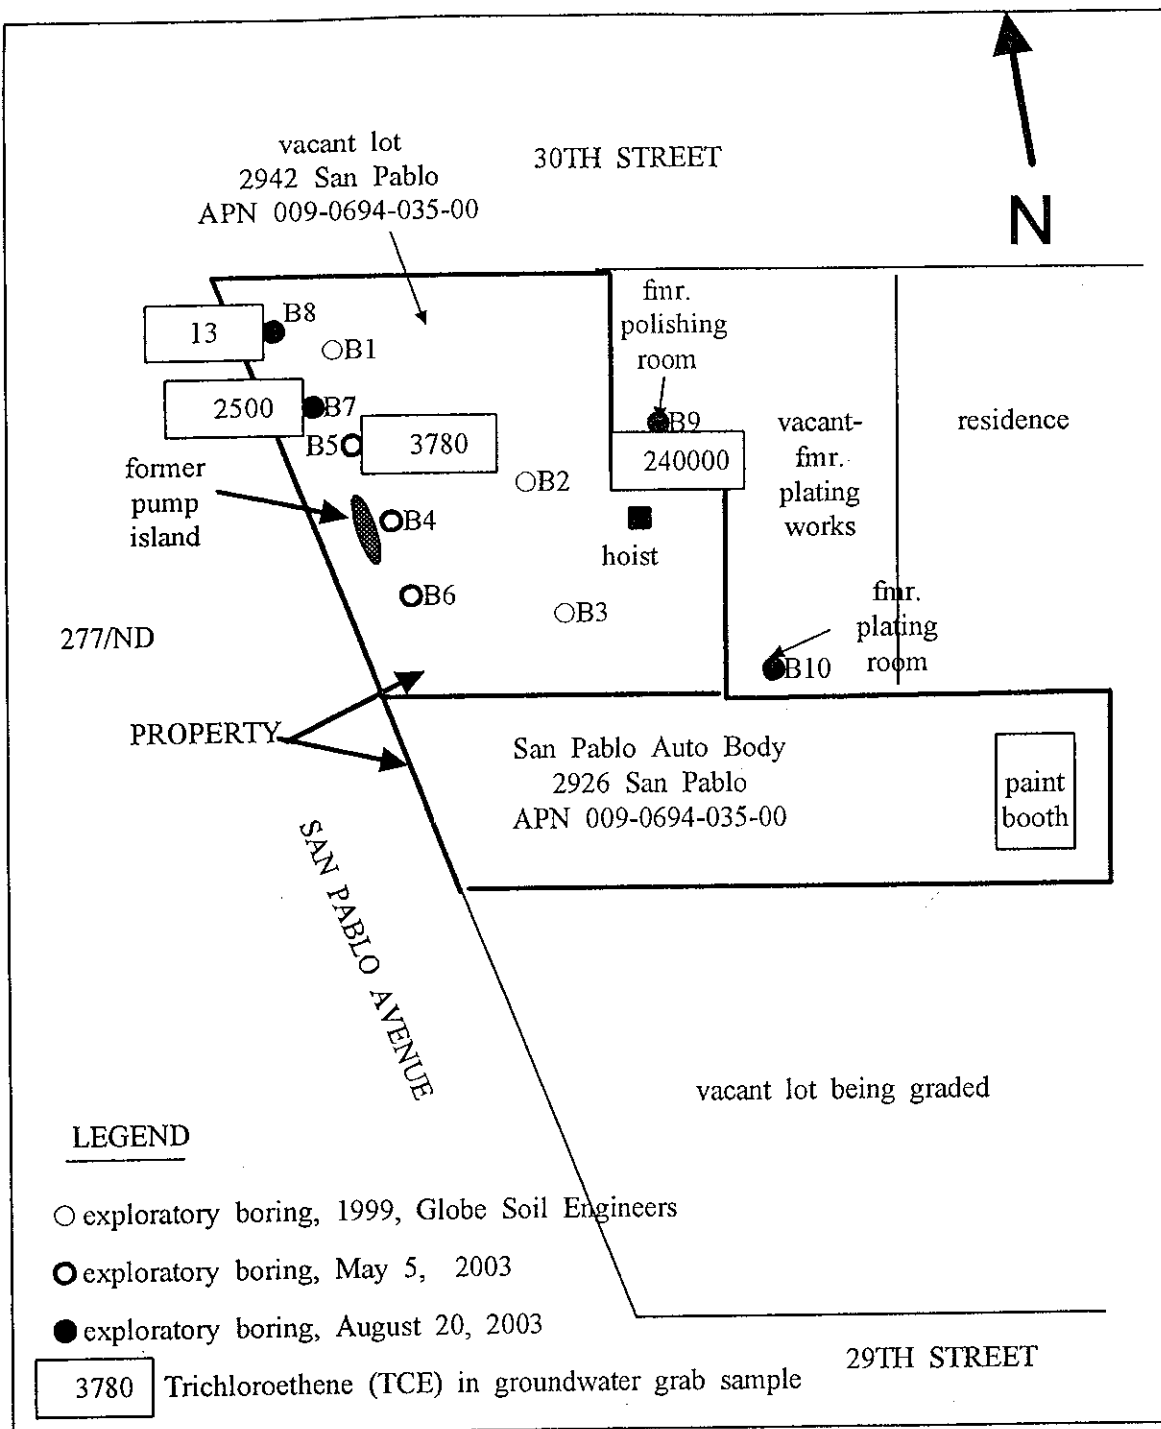 30TH STREET
vacant lot
2942 San Pablo
APN 009-0694-035-00
N
13
B8
B1
fmr.
polishing
room
2500
B7
B5
3780
B9
240000
vacant-
fmr.
plating
works
residence
former
pump
island
B2
B4
hoist
B6
B3
fmr.
plating
room
B10
277/ND
PROPERTY
San Pablo Auto Body
2926 San Pablo
APN 009-0694-035-00
paint
booth
SAN PABLO AVENUE
vacant lot being graded
LEGEND
exploratory boring, 1999, Globe Soil Engineers
exploratory boring, May 5, 2003
exploratory boring, August 20, 2003
3780 Trichloroethene (TCE) in groundwater grab sample
29TH STREET